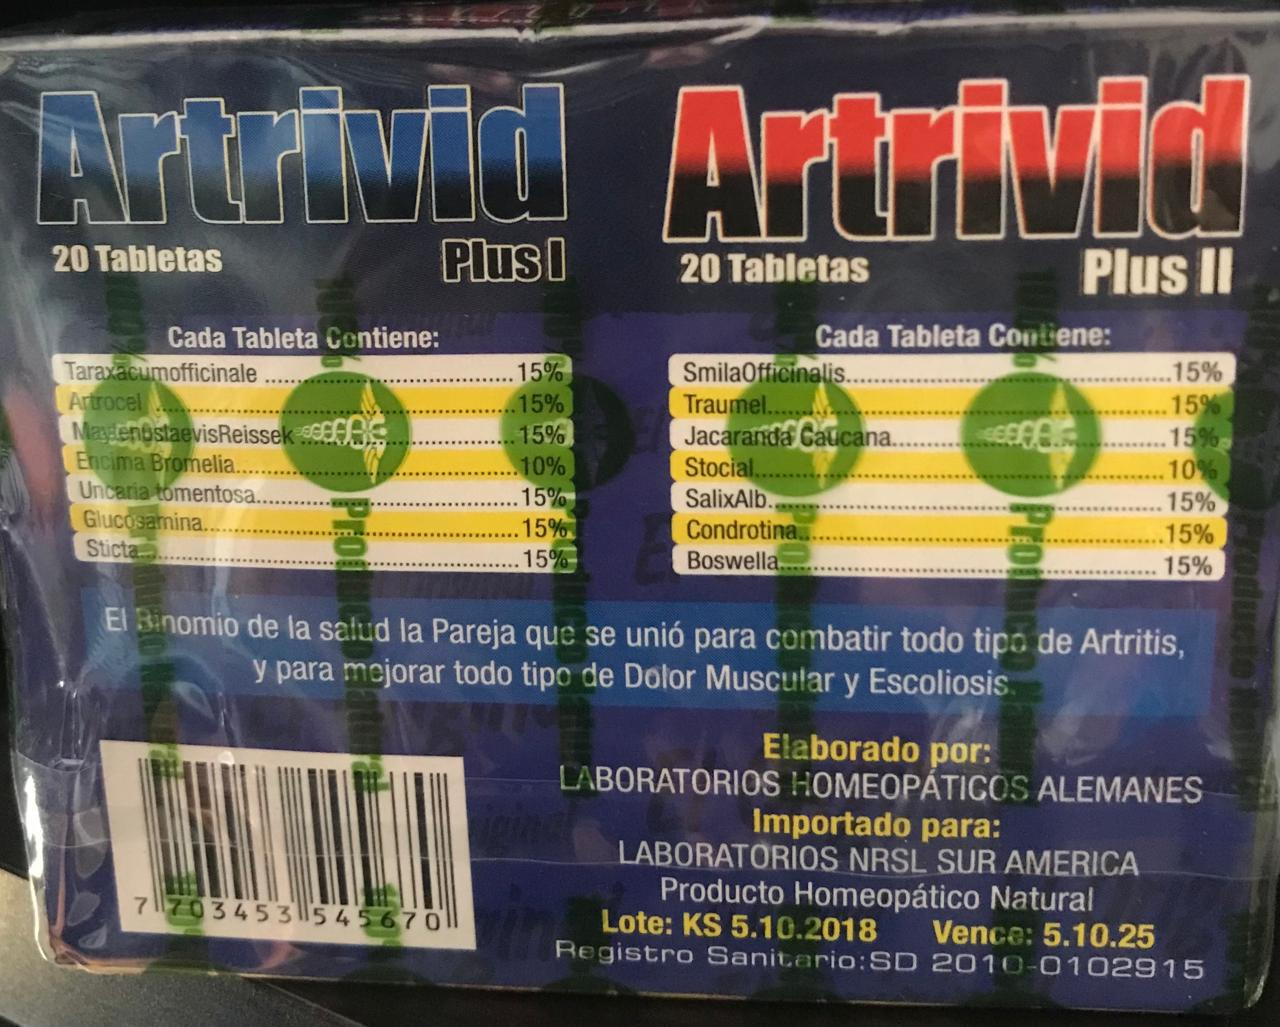 Artrivid
20 Tabletas Plus I
Cada Tableta Contiene:
Taraxacumofficinale ........ 15%
Artrocel ........ 15%
MaytenuslaevisReissek ........ 15%
Encima Bromelia ........ 10%
Uncaria tomentosa ........ 15%
Glucosamina ........ 15%
Sticta ........ 15%
Artrivid
20 Tabletas Plus II
Cada Tableta Contiene:
SmilaOfficinalis ........ 15%
Traumel ........ 15%
Jacaranda Caucana ........ 15%
Stocial ........ 10%
SalixAlb ........ 15%
Condrotina ........ 15%
Boswella ........ 15%
El Binomio de la salud la Pareja que se unió para combatir todo tipo de Artritis,
y para mejorar todo tipo de Dolor Muscular y Escoliosis.
7 703453 545670
Elaborado por:
LABORATORIOS HOMEOPÁTICOS ALEMANES
Importado para:
LABORATORIOS NRSL SUR AMERICA
Producto Homeopático Natural
Lote: KS 5.10.2018 Vence: 5.10.25
Registro Sanitario:SD 2010-0102915